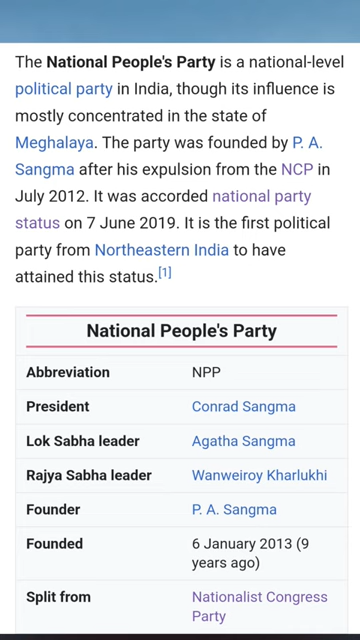 The National People's Party is a national-level
political party in India, though its influence is
mostly concentrated in the state of
Meghalaya. The party was founded by P. A.
Sangma after his expulsion from the NCP in
July 2012. It was accorded national party
status on 7 June 2019. It is the first political
party from Northeastern India to have
attained this status.[1]
National People's Party
Abbreviation NPP
President Conrad Sangma
Lok Sabha leader Agatha Sangma
Rajya Sabha leader Wanweiroy Kharlukhi
Founder P. A. Sangma
Founded 6 January 2013 (9
years ago)
Split from Nationalist Congress
Party